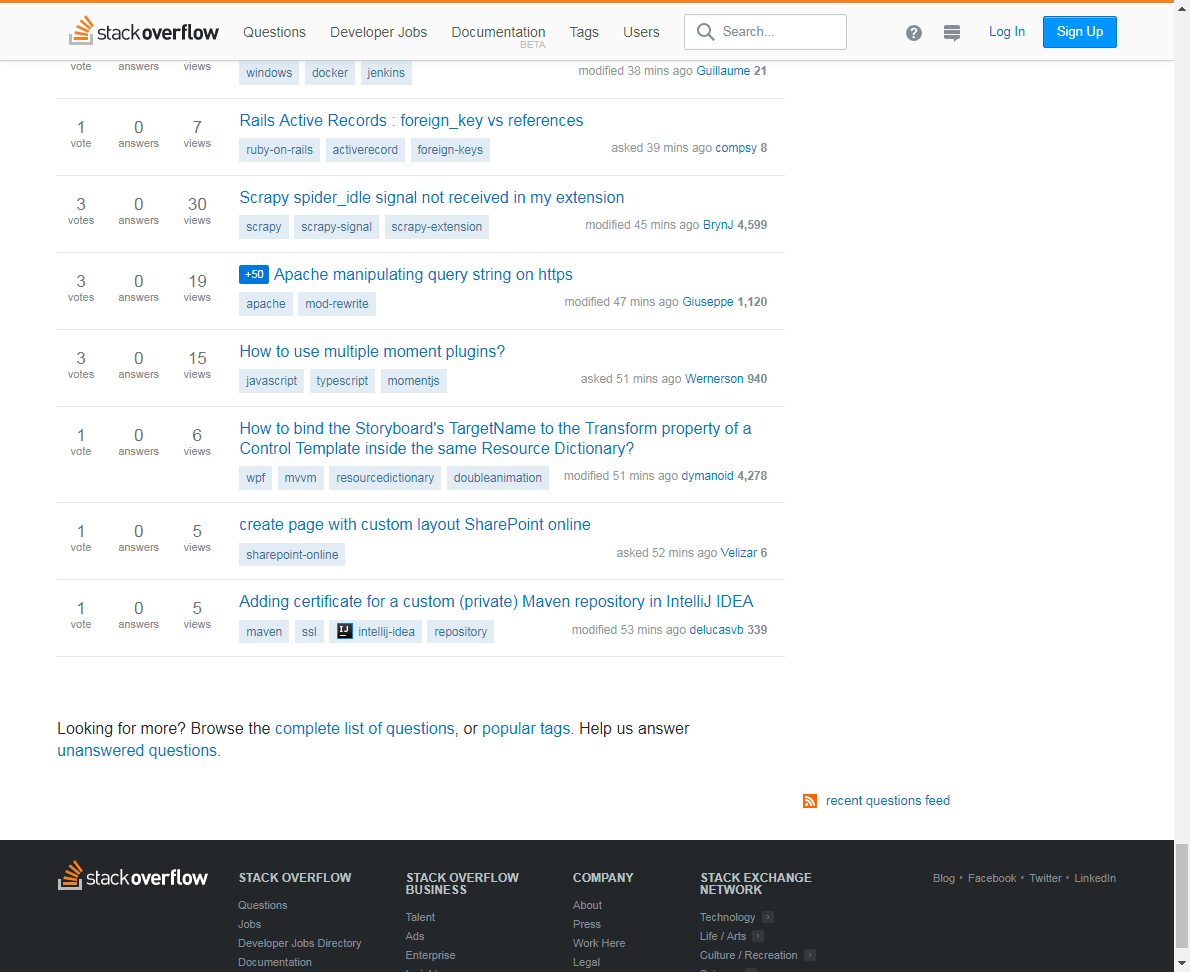 stackoverflow Questions Developer Jobs Documentation Tags Users Search... Log In Sign Up
BETA
vote answers views
windows docker jenkins modified 38 mins ago Guillaume 21
Rails Active Records : foreign_key vs references
1 0 7
vote answers views
ruby-on-rails activerecord foreign-keys asked 39 mins ago compsy 8
Scrapy spider_idle signal not received in my extension
3 0 30
votes answers views
scrapy scrapy-signal scrapy-extension modified 45 mins ago BrynJ 4,599
+50 Apache manipulating query string on https
3 0 19
votes answers views
apache mod-rewrite modified 47 mins ago Giuseppe 1,120
How to use multiple moment plugins?
3 0 15
votes answers views
javascript typescript momentjs asked 51 mins ago Wernerson 940
How to bind the Storyboard's TargetName to the Transform property of a
Control Template inside the same Resource Dictionary?
1 0 6
vote answers views
wpf mvvm resourcedictionary doubleanimation modified 51 mins ago dymanoid 4,278
create page with custom layout SharePoint online
1 0 5
vote answers views
sharepoint-online asked 52 mins ago Velizar 6
Adding certificate for a custom (private) Maven repository in IntelliJ IDEA
1 0 5
vote answers views
maven ssl IJ intellij-idea repository modified 53 mins ago delucasvb 339
Looking for more? Browse the complete list of questions, or popular tags. Help us answer
unanswered questions.
recent questions feed
stackoverflow
STACK OVERFLOW
Questions
Jobs
Developer Jobs Directory
Documentation
STACK OVERFLOW
BUSINESS
Talent
Ads
Enterprise
COMPANY
About
Press
Work Here
Legal
STACK EXCHANGE
NETWORK
Technology
Life / Arts
Culture / Recreation
Blog • Facebook • Twitter • LinkedIn